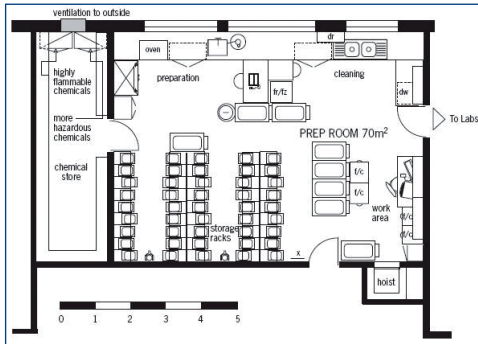 ventilation to outside
oven
dr
preparation
cleaning
highly
flammable
chemicals
fr/fz
dw
more
hazardous
chemicals
To Labs
PREP ROOM 70m²
chemical
store
f/c
f/c
work
area
storage
racks
d/c
d/c
x
hoist
0 1 2 3 4 5